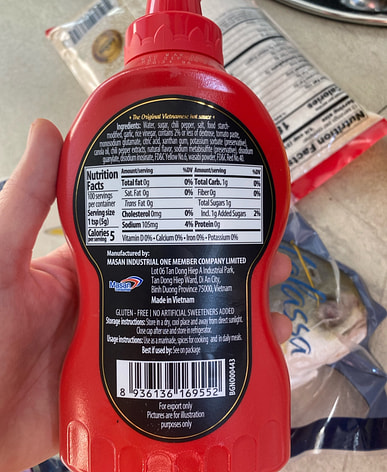 • The Original Vietnamese hot sauce •
Ingredients: Water, sugar, chili pepper, salt, food starch-
modified, garlic, rice vinegar, contains 2% or less of dextrose, tomato paste,
monosodium glutamate, citric acid, xanthan gum, potassium sorbate (preservative),
canola oil, chili pepper extract, natural flavor, sodium metabisulfite (preservative), disodium
guanylate, disodium inosinate, FD&C Yellow No.6, wasabi powder, FD&C Red No.40.
Nutrition
Facts
100 servings
per container
Serving size
1 tsp (5g)
Calories 5
per serving
Amount/serving %DV Amount/serving %DV
Total fat 0g 0% Total Carb. 1g 0%
Sat. Fat 0g 0% Fiber 0g 0%
Trans Fat 0g Total Sugars 1g
Cholesterol 0mg 0% Incl. 1g Added Sugars 2%
Sodium 105mg 4% Protein 0g
Vitamin D 0% • Calcium 0% • Iron 0% • Potassium 0%
Manufactured by:
MASAN INDUSTRIAL ONE MEMBER COMPANY LIMITED
Masan
Lot 06 Tan Dong Hiep A Industrial Park,
Tan Dong Hiep Ward, Di An City,
Binh Duong Province 75000, Vietnam
Made in Vietnam
GLUTEN - FREE | NO ARTIFICIAL SWEETENERS ADDED
Storage instructions: Store in a dry, cool place and away from direct sunlight.
Close cap after use and store in refrigerator.
Usage instructions: Use as a marinade, spices for cooking and in daily meals.
Best if used by: See on package
8 936136 169552
BGNO00443
For export only
Pictures are for illustration
purposes only
Nutrition Facts